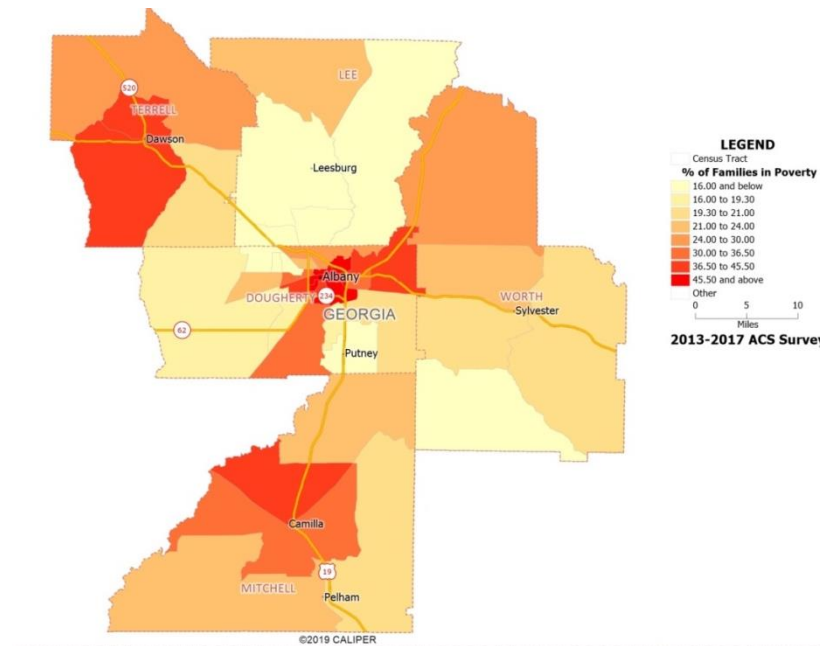 LEE
520
TERRELL
Dawson
Leesburg
Albany
DOUGHERTY
234
WORTH
GEORGIA
Sylvester
62
Putney
Camilla
19
MITCHELL
Pelham
©2019 CALIPER
LEGEND
Census Tract
% of Families in Poverty
16.00 and below
16.00 to 19.30
19.30 to 21.00
21.00 to 24.00
24.00 to 30.00
30.00 to 36.50
36.50 to 45.50
45.50 and above
Other
0 5 10
Miles
2013-2017 ACS Survey